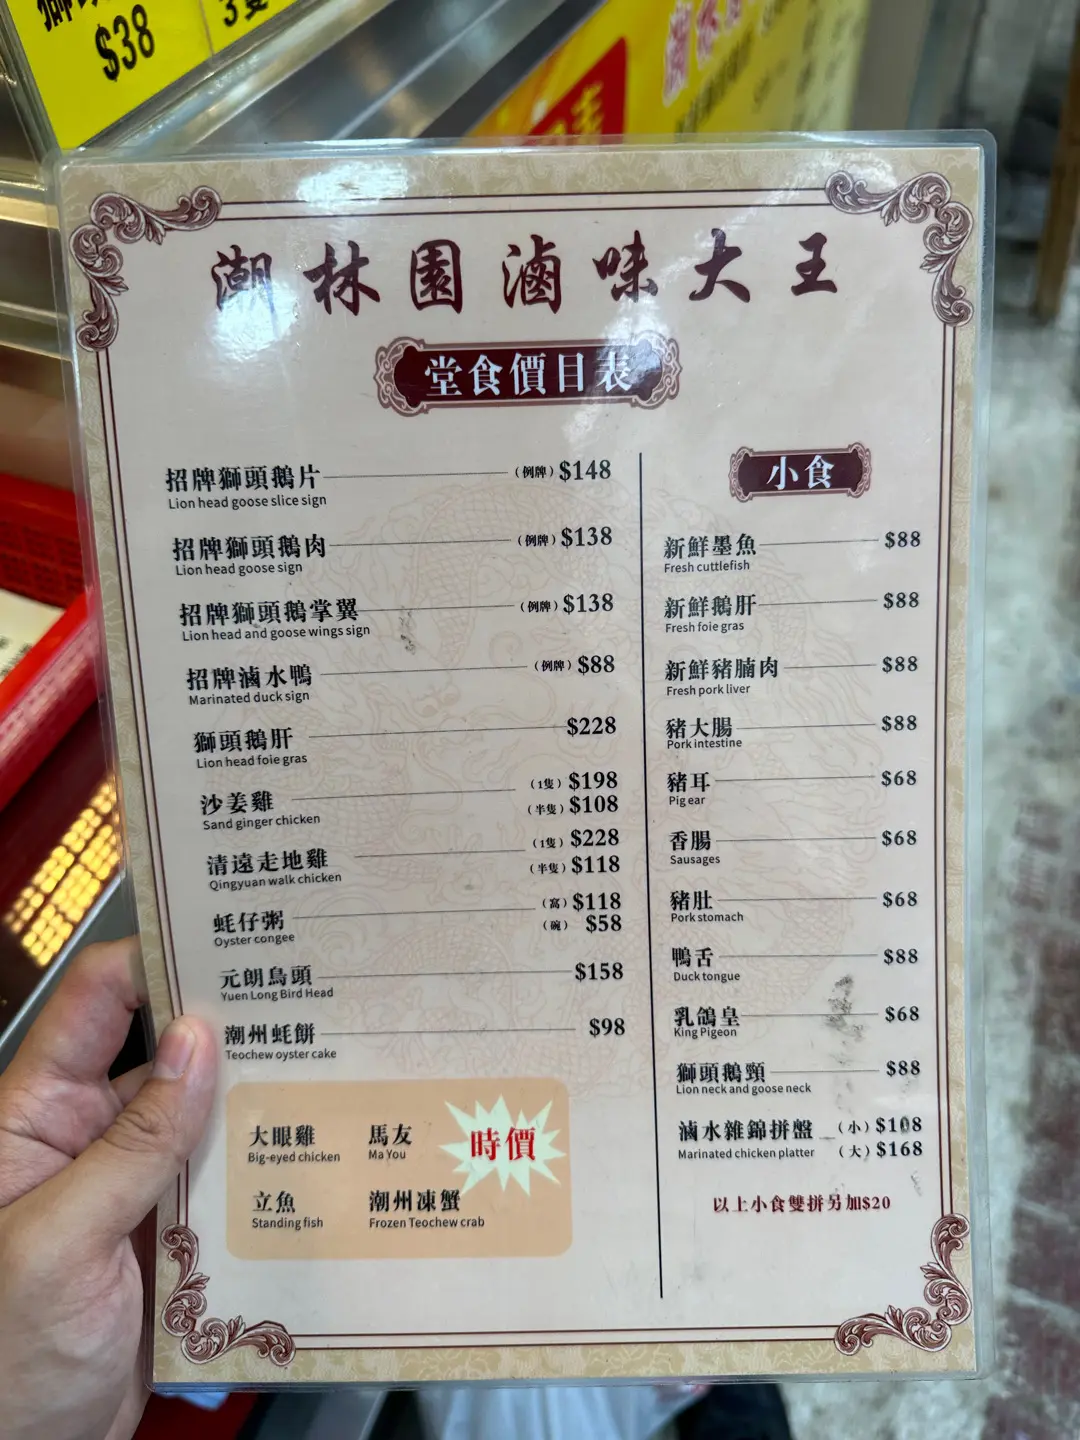 $38
潮林園滷味大王
堂食價目表
招牌獅頭鵝片 (例牌) $148
Lion head goose slice sign
招牌獅頭鵝肉 (例牌) $138
Lion head goose sign
招牌獅頭鵝掌翼 (例牌) $138
Lion head and goose wings sign
招牌滷水鴨 (例牌) $88
Marinated duck sign
獅頭鵝肝 $228
Lion head foie gras
沙姜雞 (1隻) $198
(半隻) $108
Sand ginger chicken
清遠走地雞 (1隻) $228
(半隻) $118
Qingyuan walk chicken
蚝仔粥 (窩) $118
(碗) $58
Oyster congee
元朗烏頭 $158
Yuen Long Bird Head
潮州蚝餅 $98
Teochew oyster cake
大眼雞 馬友
Big-eyed chicken Ma You
時價
立魚 潮州凍蟹
Standing fish Frozen Teochew crab
小食
新鮮墨魚 $88
Fresh cuttlefish
新鮮鵝肝 $88
Fresh foie gras
新鮮豬腩肉 $88
Fresh pork liver
豬大腸 $88
Pork intestine
豬耳 $68
Pig ear
香腸 $68
Sausages
豬肚 $68
Pork stomach
鴨舌 $88
Duck tongue
乳鴿皇 $68
King Pigeon
獅頭鵝頸 $88
Lion neck and goose neck
滷水雜錦拼盤 (小) $108
Marinated chicken platter (大) $168
以上小食雙拼另加$20